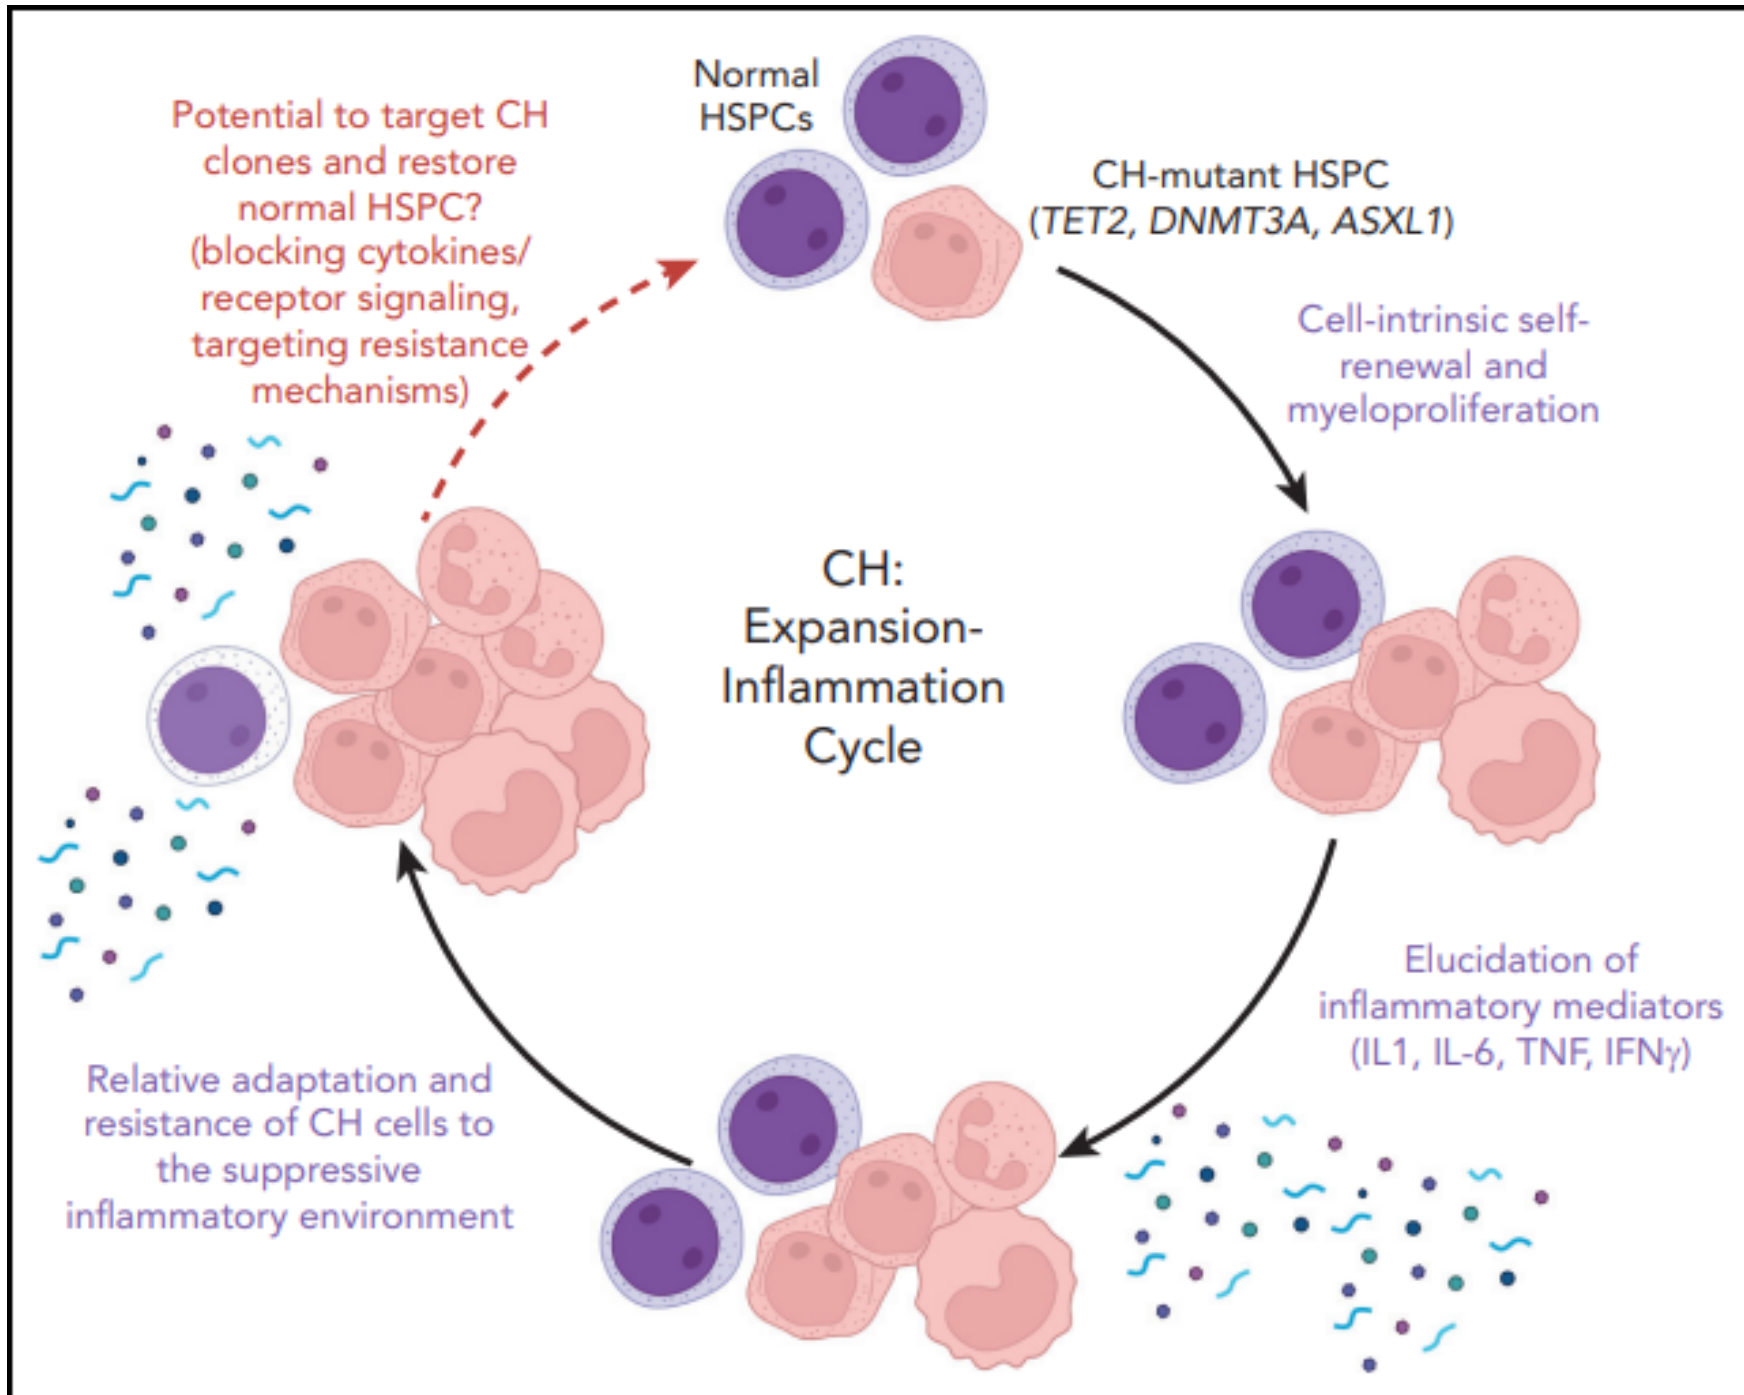 Normal
HSPCs
CH-mutant HSPC
(TET2, DNMT3A, ASXL1)
Cell-intrinsic self-
renewal and
myeloproliferation
Elucidation of
inflammatory mediators
(IL1, IL-6, TNF, IFNγ)
Relative adaptation and
resistance of CH cells to
the suppressive
inflammatory environment
Potential to target CH
clones and restore
normal HSPC?
(blocking cytokines/
receptor signaling,
targeting resistance
mechanisms)
CH:
Expansion-
Inflammation
Cycle